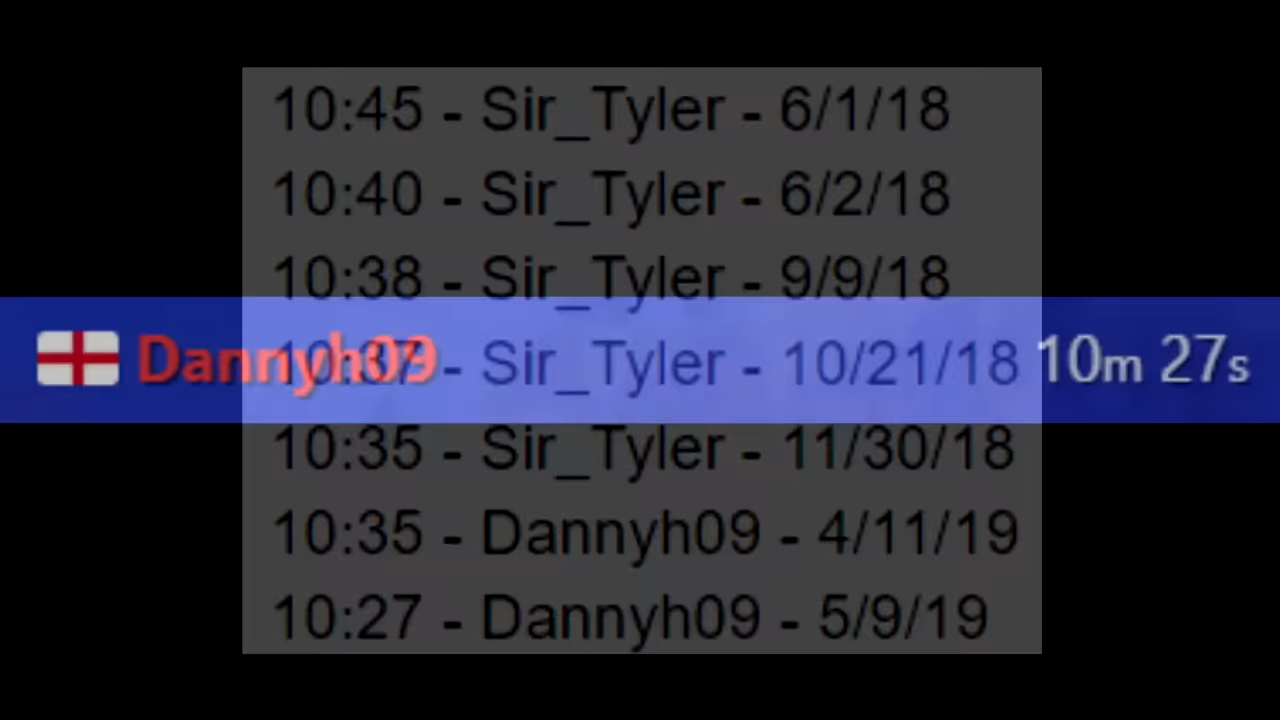 10:45 - Sir_Tyler - 6/1/18
10:40 - Sir_Tyler - 6/2/18
10:38 - Sir_Tyler - 9/9/18
Dannyh09 10m 27s
10:37 - Sir_Tyler - 10/21/18
10:35 - Sir_Tyler - 11/30/18
10:35 - Dannyh09 - 4/11/19
10:27 - Dannyh09 - 5/9/19